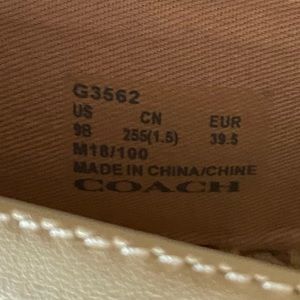 G3562
US CN EUR
9B 255(1.5) 39.5
M18/100
MADE IN CHINA/CHINE
COACH